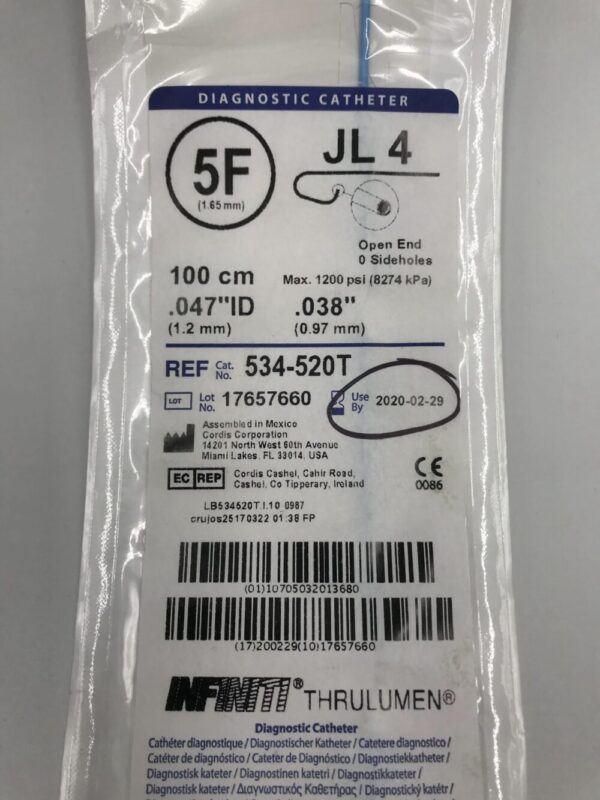 DIAGNOSTIC CATHETER
5F
(1.65 mm)
JL 4
Open End
0 Sideholes
100 cm
Max. 1200 psi (8274 kPa)
.047"ID
.038"
(1.2 mm)
(0.97 mm)
REF Cat. No. 534-520T
LOT Lot No. 17657660
Use By 2020-02-29
Assembled in Mexico
Cordis Corporation
14201 North West 60th Avenue
Miami Lakes, FL 33014, USA
EC REP
Cordis Cashel, Cahir Road,
Cashel, Co Tipperary, Ireland
CE
0086
LB534520T.I.10_0987
crujos25170322 01:38 FP
(01)10705032013680
(17)200229(10)17657660
INFINITI® THRULUMEN®
Diagnostic Catheter
Cathéter diagnostique / Diagnostischer Katheter / Catetere diagnostico /
Catéter de diagnóstico / Cateter de Diagnóstico / Diagnostiekkatheter /
Diagnostisk kateter / Diagnostinen katetri / Diagnostikkateter /
Diagnostisk kateter / Διαγνωστικός Καθετήρας / Diagnostický katétr /